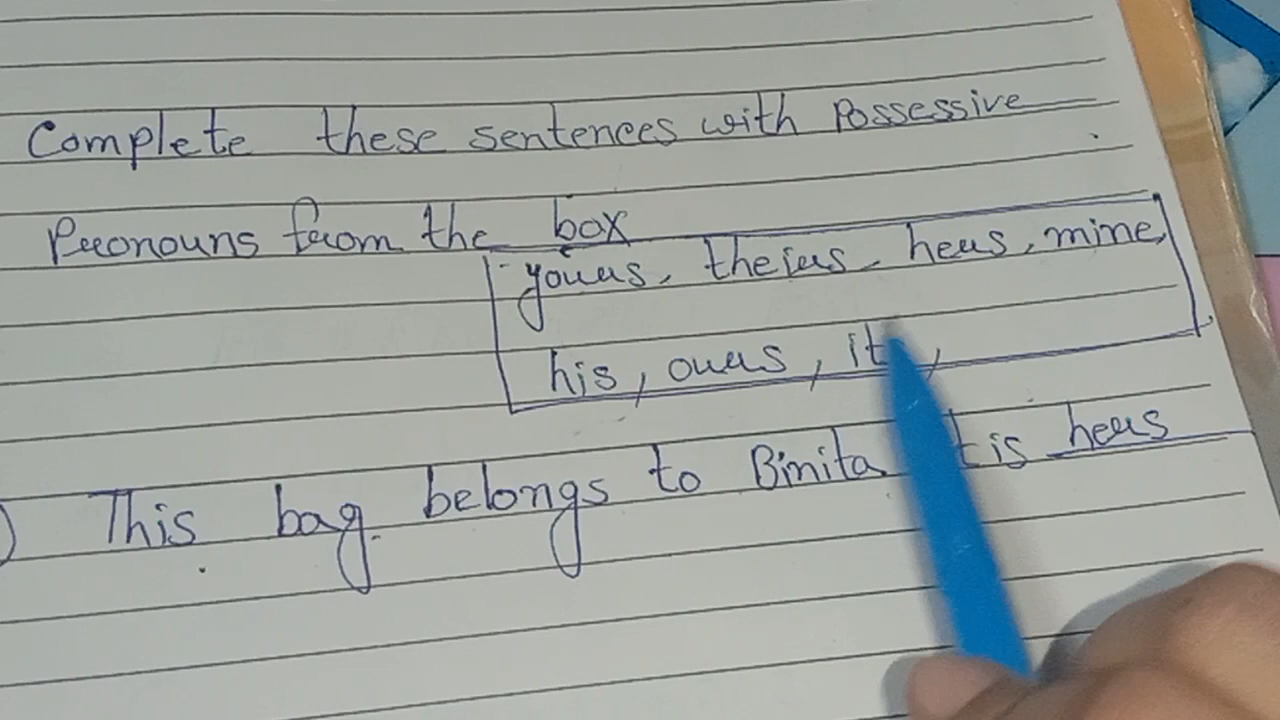 Complete these sentences with Possessive
Pronouns from the box
yours, theirs, hers, mine,
his, ours, it ,
) This bag belongs to Binita. It is hers